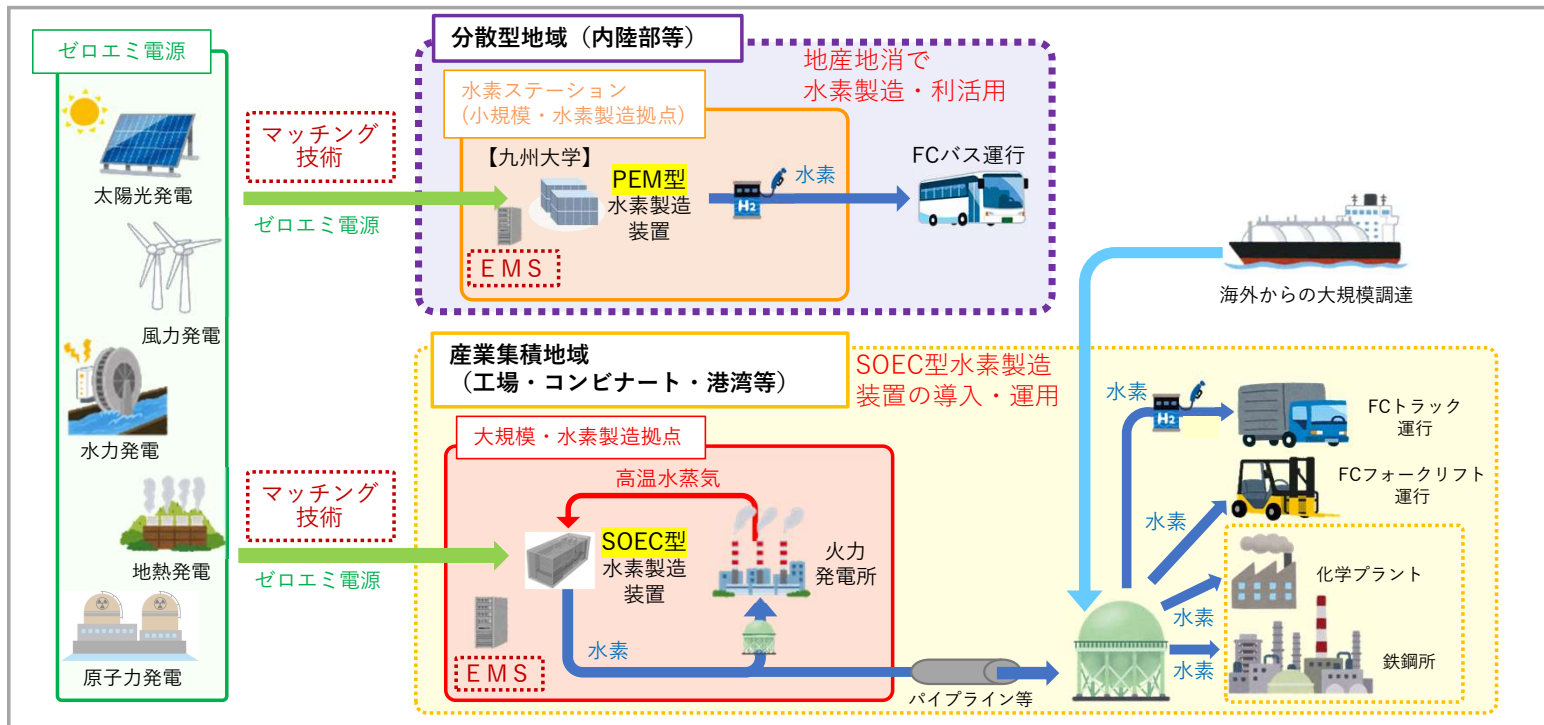 ゼロエミ電源
太陽光発電
風力発電
水力発電
地熱発電
原子力発電
マッチング
技術
ゼロエミ電源
マッチング
技術
ゼロエミ電源
分散型地域（内陸部等）
地産地消で
水素製造・利活用
水素ステーション
(小規模・水素製造拠点)
【九州大学】
PEM型
水素製造
装置
EMS
H2
水素
FCバス運行
海外からの大規模調達
産業集積地域
（工場・コンビナート・港湾等）
SOEC型水素製造
装置の導入・運用
大規模・水素製造拠点
高温水蒸気
SOEC型
水素製造
装置
火力
発電所
EMS
水素
パイプライン等
水素
H2
FCトラック
運行
水素
FCフォークリフト
運行
水素
化学プラント
水素
鉄鋼所